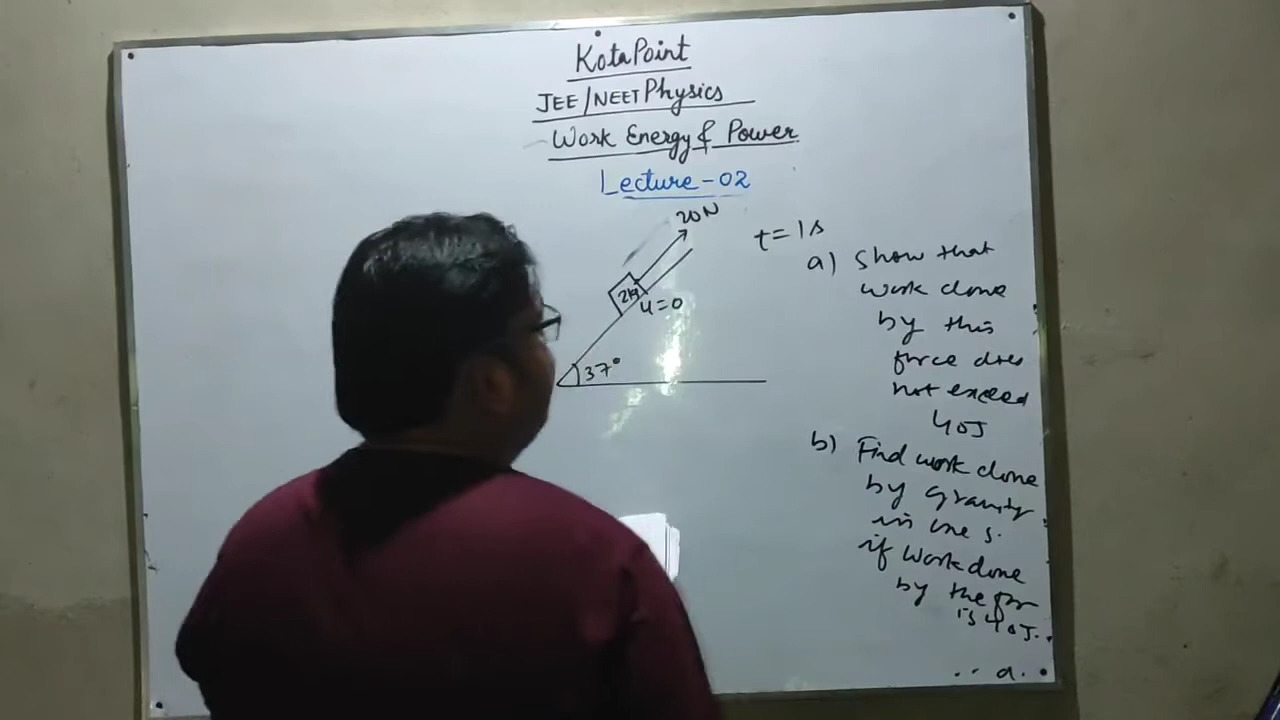 KotaPoint
JEE/NEET Physics
Work Energy & Power
Lecture-02
20N
t=1s
2kg
u=0
37°
a) Show that
work done
by this
force does
not exceed
40J
b) Find work done
by gravity
in one s.
if work done
by the
is 40J.